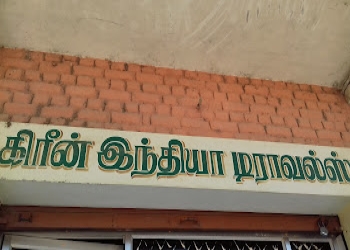 கிரீன் இந்தியா டிராவல்ஸ்